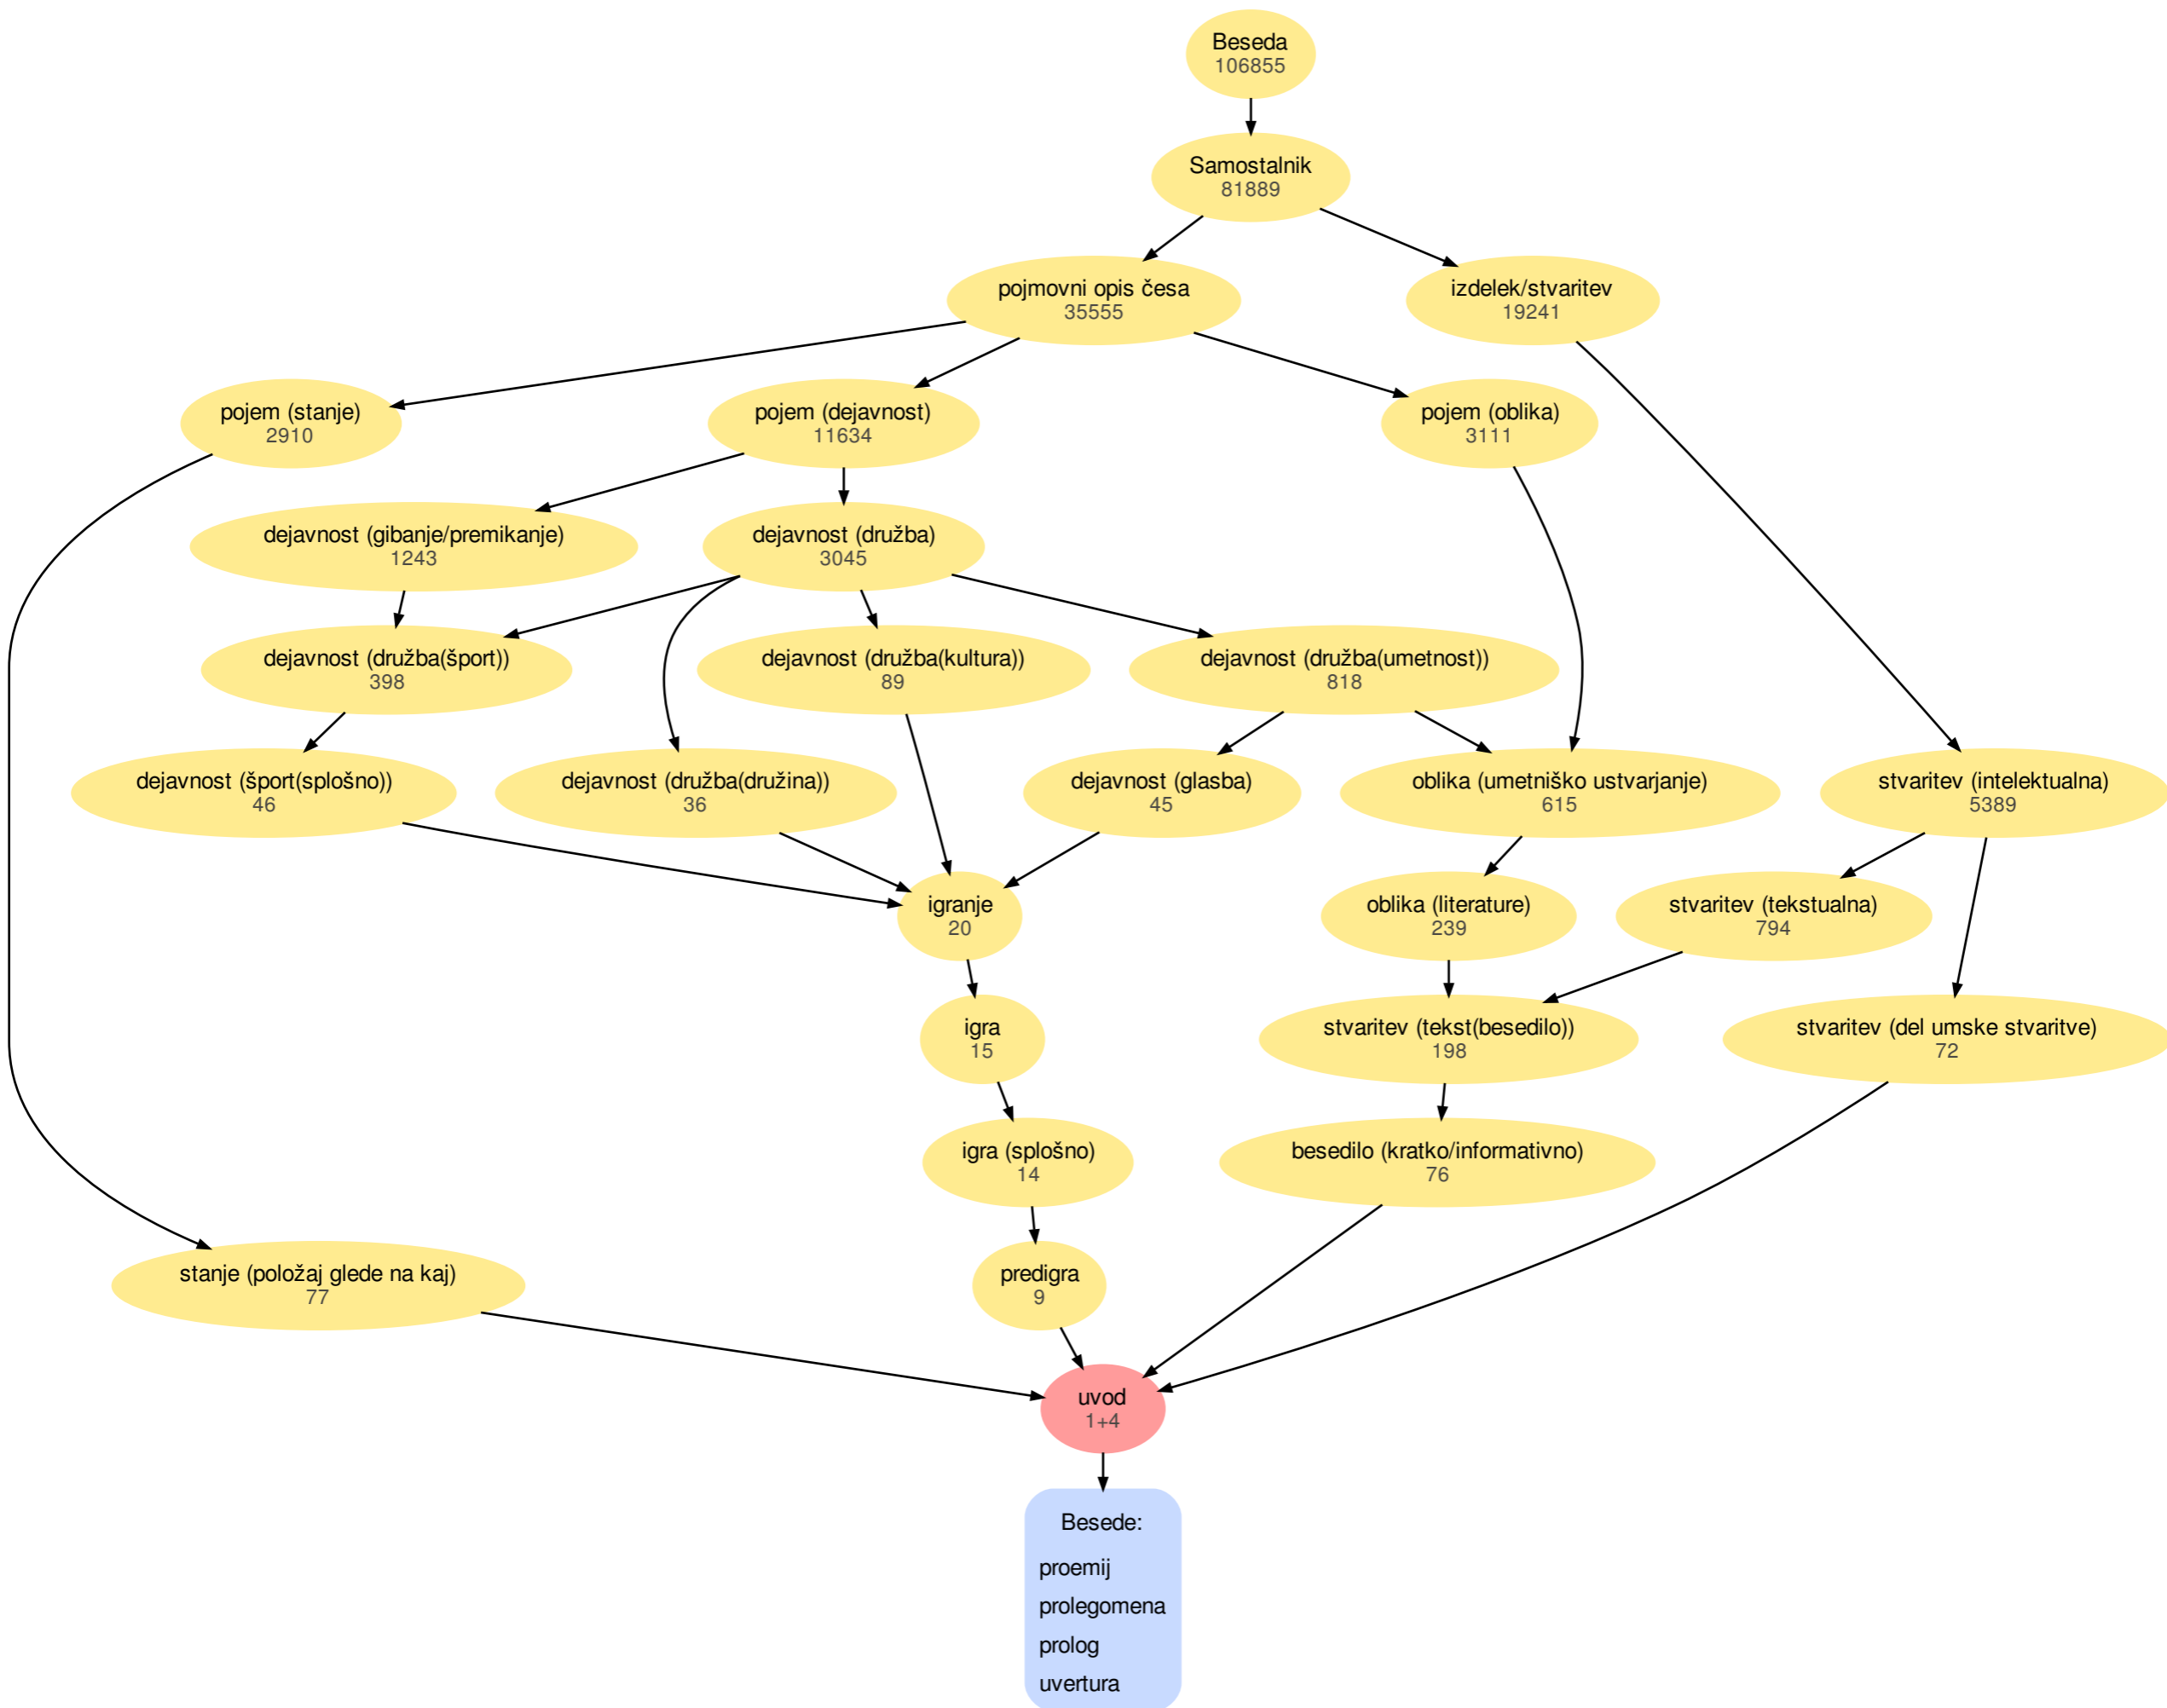 Beseda
106855
Samostalnik
81889
pojmovni opis česa
35555
izdelek/stvaritev
19241
pojem (stanje)
2910
pojem (dejavnost)
11634
pojem (oblika)
3111
dejavnost (gibanje/premikanje)
1243
dejavnost (družba)
3045
dejavnost (družba(šport))
398
dejavnost (družba(kultura))
89
dejavnost (družba(umetnost))
818
dejavnost (šport(splošno))
46
dejavnost (družba(družina))
36
dejavnost (glasba)
45
oblika (umetniško ustvarjanje)
615
stvaritev (intelektualna)
5389
igranje
20
oblika (literature)
239
stvaritev (tekstualna)
794
igra
15
stvaritev (tekst(besedilo))
198
stvaritev (del umske stvaritve)
72
igra (splošno)
14
besedilo (kratko/informativno)
76
stanje (položaj glede na kaj)
77
predigra
9
uvod
1+4
Besede:
proemij
prolegomena
prolog
uvertura